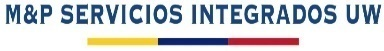 M&P SERVICIOS INTEGRADOS UW